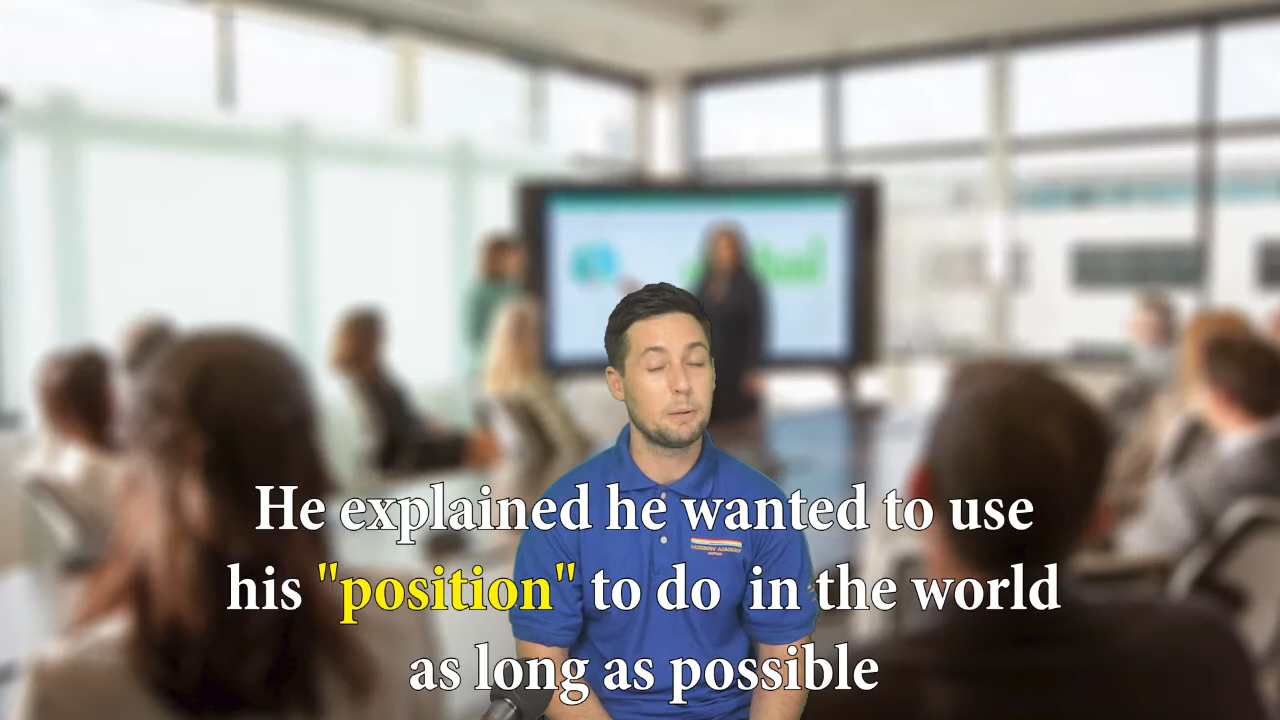 He explained he wanted to use
his "position" to do in the world
as long as possible